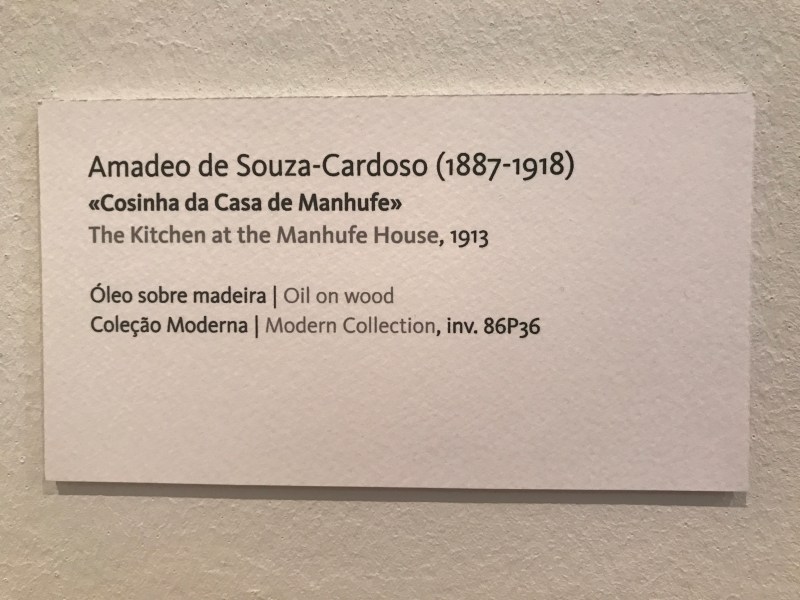 Amadeo de Souza-Cardoso (1887-1918)
«Cosinha da Casa de Manhufe»
The Kitchen at the Manhufe House, 1913
Óleo sobre madeira | Oil on wood
Coleção Moderna | Modern Collection, inv. 86P36